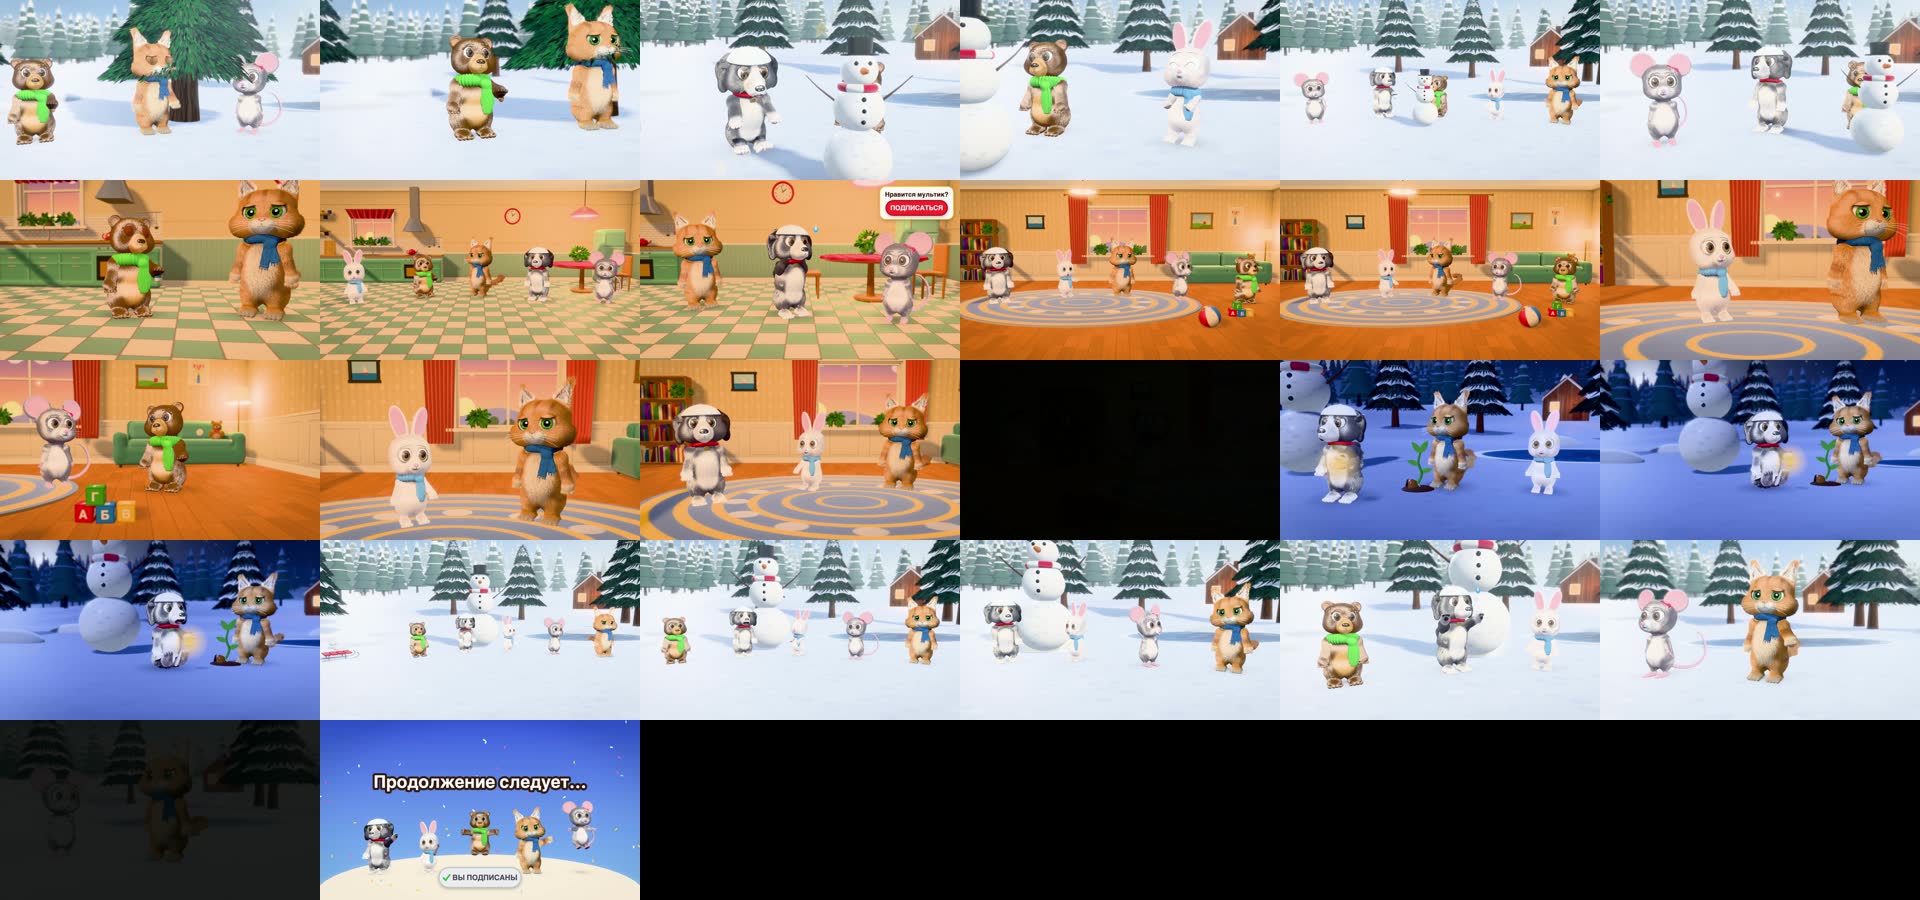 Нравится мультик?
ПОДПИСАТЬСЯ
Г
А Б В
Продолжение следует...
ВЫ ПОДПИСАНЫ